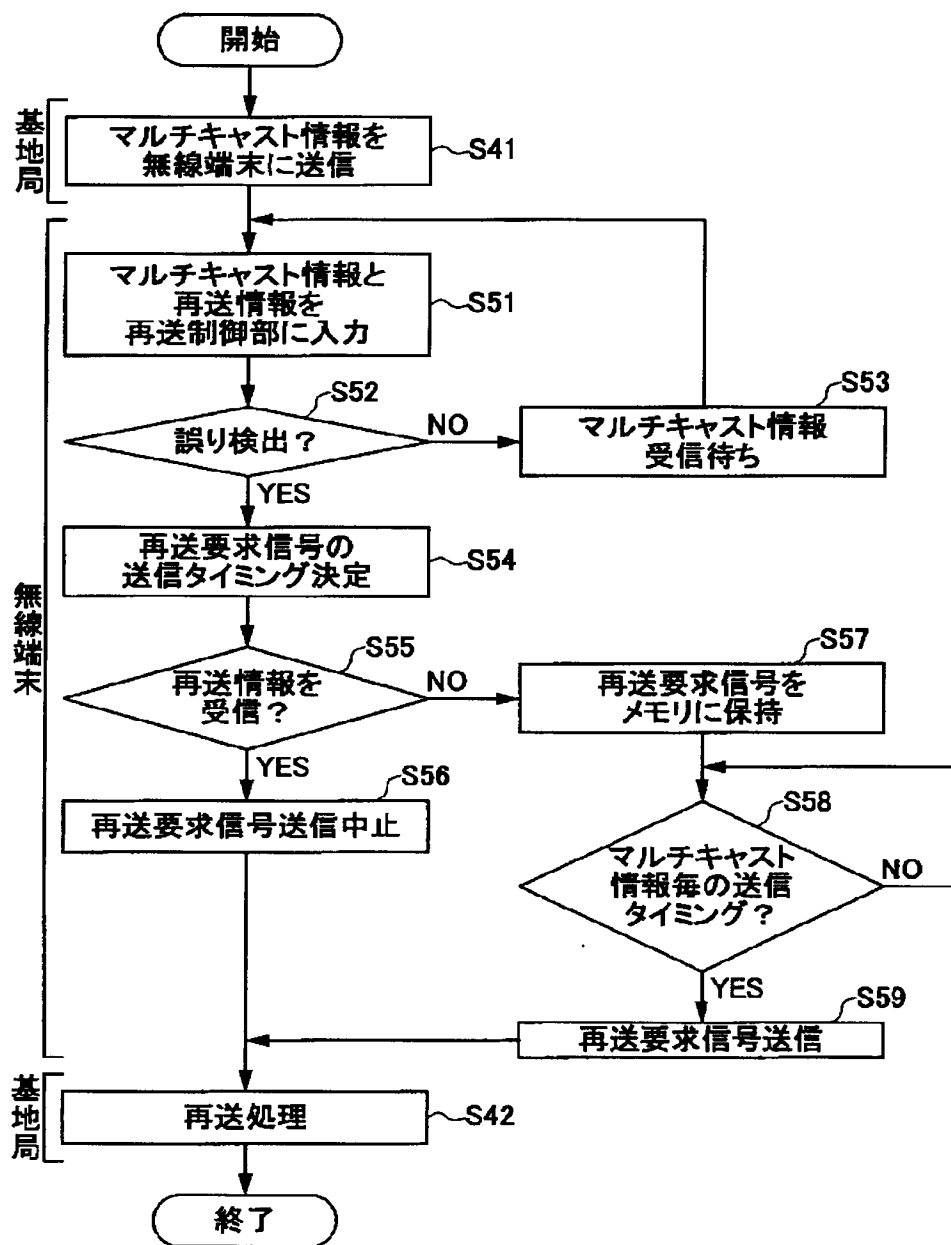 開始
基地局
マルチキャスト情報を
無線端末に送信
S41
無線端末
マルチキャスト情報と
再送情報を
再送制御部に入力
S51
S52
誤り検出？
NO
YES
S53
マルチキャスト情報
受信待ち
再送要求信号の
送信タイミング決定
S54
S55
再送情報を
受信？
NO
YES
S57
再送要求信号を
メモリに保持
S56
再送要求信号送信中止
S58
マルチキャスト
情報毎の送信
タイミング？
NO
YES
S59
再送要求信号送信
基地局
再送処理
S42
終了